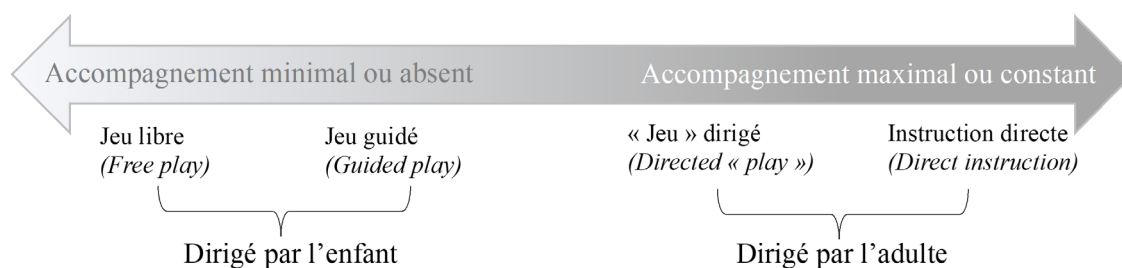 Accompagnement minimal ou absent
Accompagnement maximal ou constant
Jeu libre
(Free play)
Jeu guidé
(Guided play)
« Jeu » dirigé
(Directed « play »)
Instruction directe
(Direct instruction)
Dirigé par l’enfant
Dirigé par l’adulte